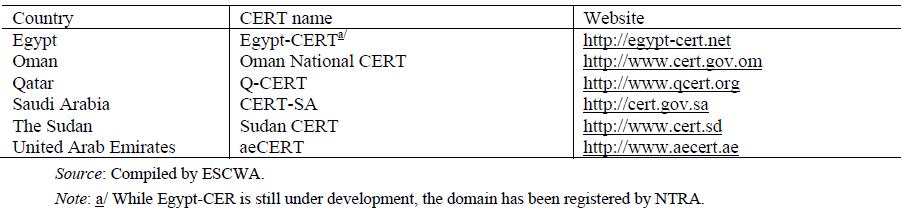 Country CERT name Website
Egypt Egypt-CERTa/ http://egypt-cert.net
Oman Oman National CERT http://www.cert.gov.om
Qatar Q-CERT http://www.qcert.org
Saudi Arabia CERT-SA http://cert.gov.sa
The Sudan Sudan CERT http://www.cert.sd
United Arab Emirates aeCERT http://www.aecert.ae
Source: Compiled by ESCWA.
Note: a/ While Egypt-CER is still under development, the domain has been registered by NTRA.